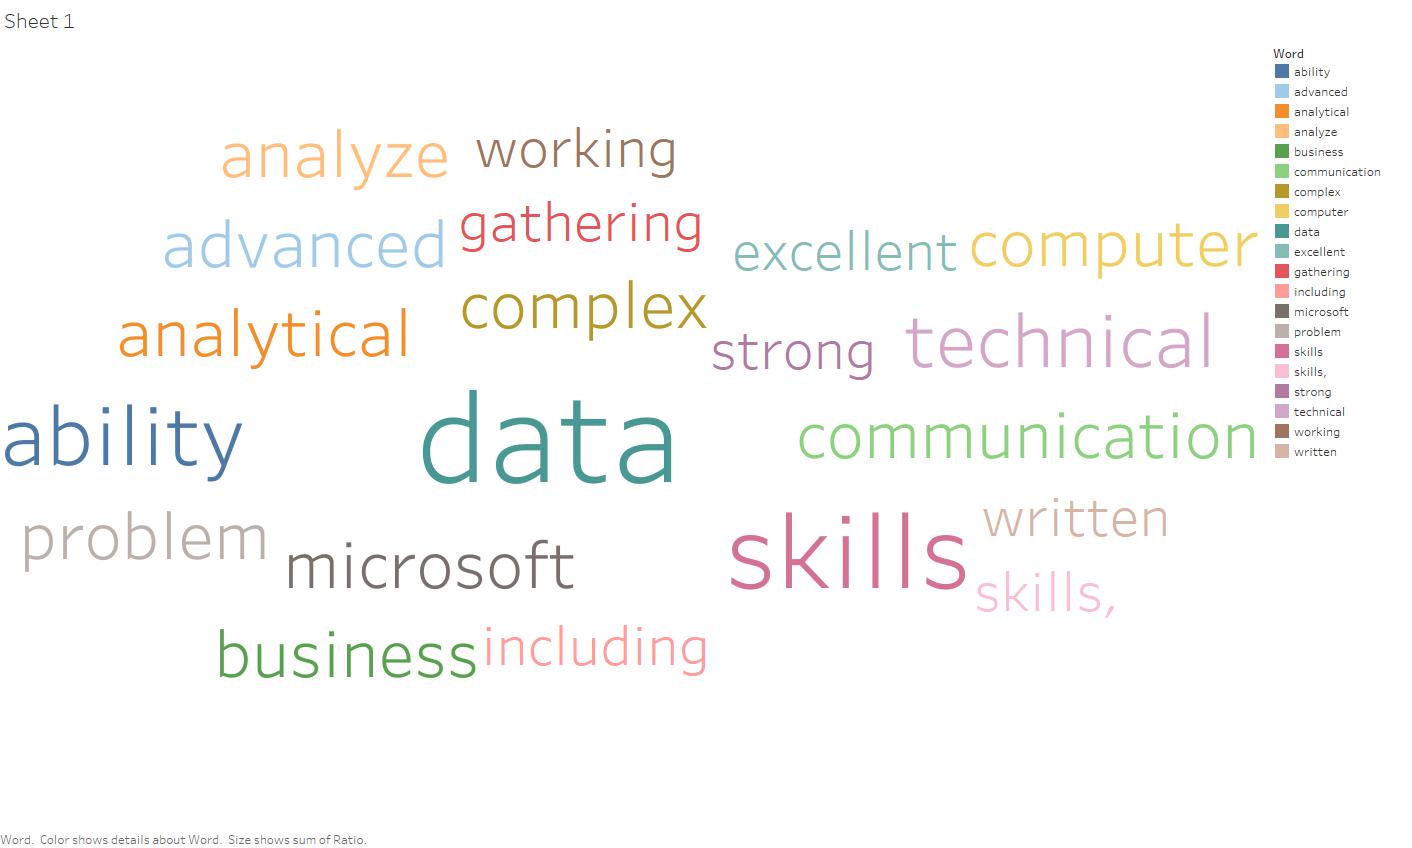 Sheet 1
analyze working
advanced gathering
excellent computer
analytical complex
strong technical
ability data communication
problem microsoft
skills written
skills,
business including
Word
ability
advanced
analytical
analyze
business
communication
complex
computer
data
excellent
gathering
including
microsoft
problem
skills
skills,
strong
technical
working
written
Word. Color shows details about Word. Size shows sum of Ratio.